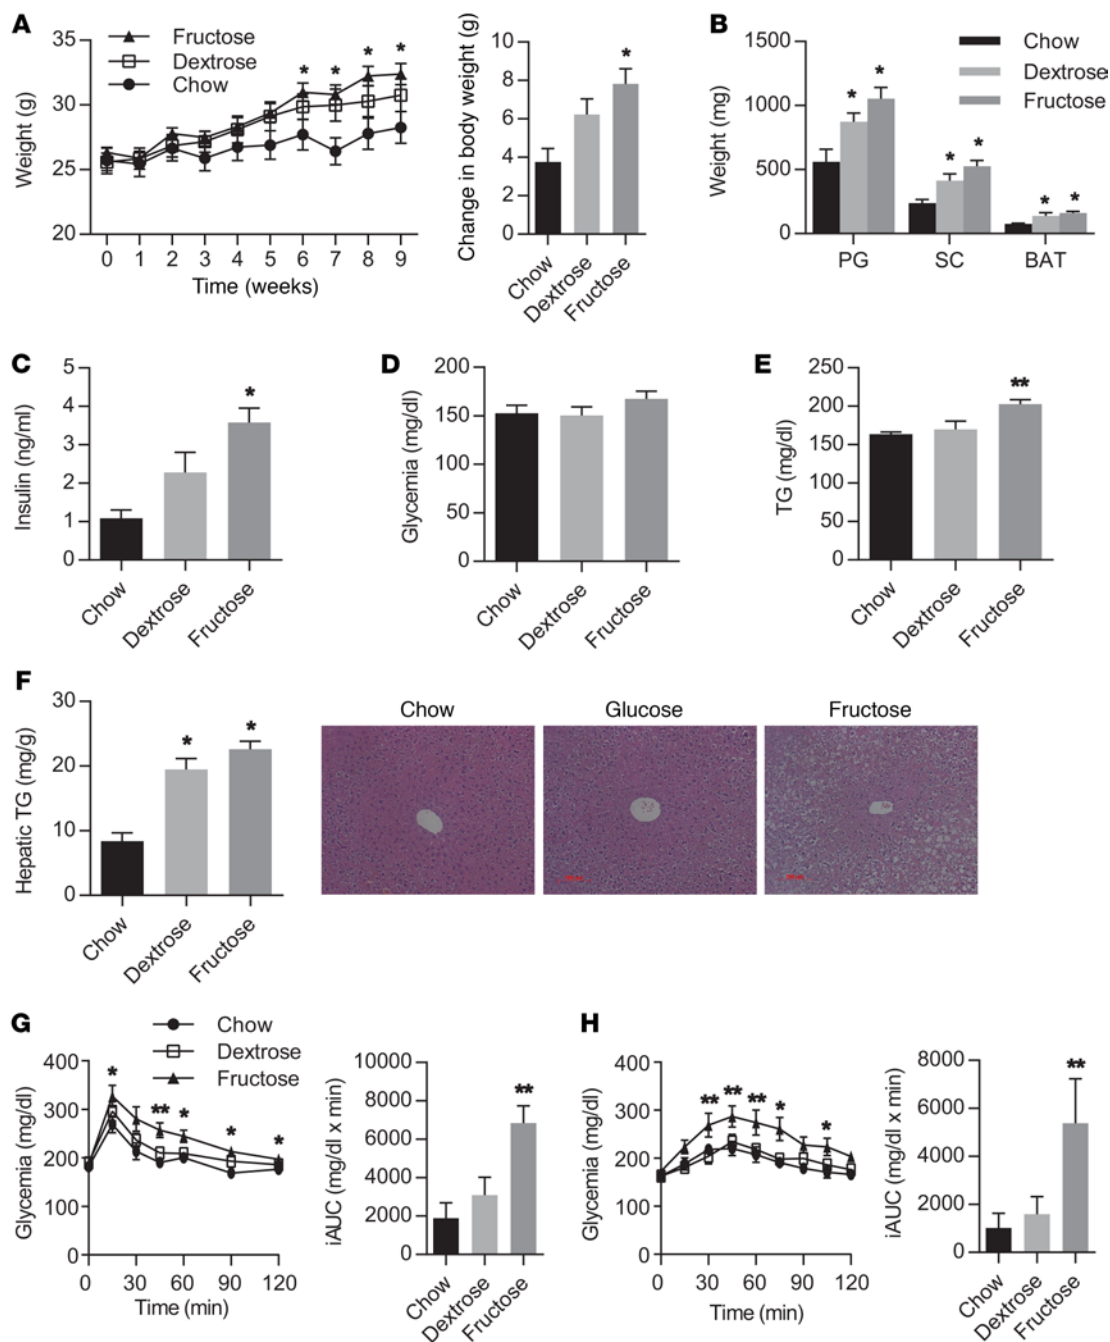 A
35
30
25
20
Weight (g)
Fructose
Dextrose
Chow
* * * *
0 1 2 3 4 5 6 7 8 9
Time (weeks)
10
8
6
4
2
0
Change in body weight (g)
*
Chow
Dextrose
Fructose
B
1500
1000
500
0
Weight (mg)
Chow
Dextrose
Fructose
* *
* *
* *
PG SC BAT
C
5
4
3
2
1
0
Insulin (ng/ml)
*
Chow
Dextrose
Fructose
D
200
150
100
50
0
Glycemia (mg/dl)
Chow
Dextrose
Fructose
E
250
200
150
100
50
0
TG (mg/dl)
**
Chow
Dextrose
Fructose
F
30
20
10
0
Hepatic TG (mg/g)
* *
Chow
Dextrose
Fructose
Chow Glucose Fructose
G
Chow
Dextrose
Fructose
400
300
200
100
0
Glycemia (mg/dl)
* ** * * *
0 30 60 90 120
Time (min)
10000
8000
6000
4000
2000
0
iAUC (mg/dl x min)
**
Chow
Dextrose
Fructose
H
400
300
200
100
0
Glycemia (mg/dl)
** ** ** * *
0 30 60 90 120
Time (min)
8000
6000
4000
2000
0
iAUC (mg/dl x min)
**
Chow
Dextrose
Fructose